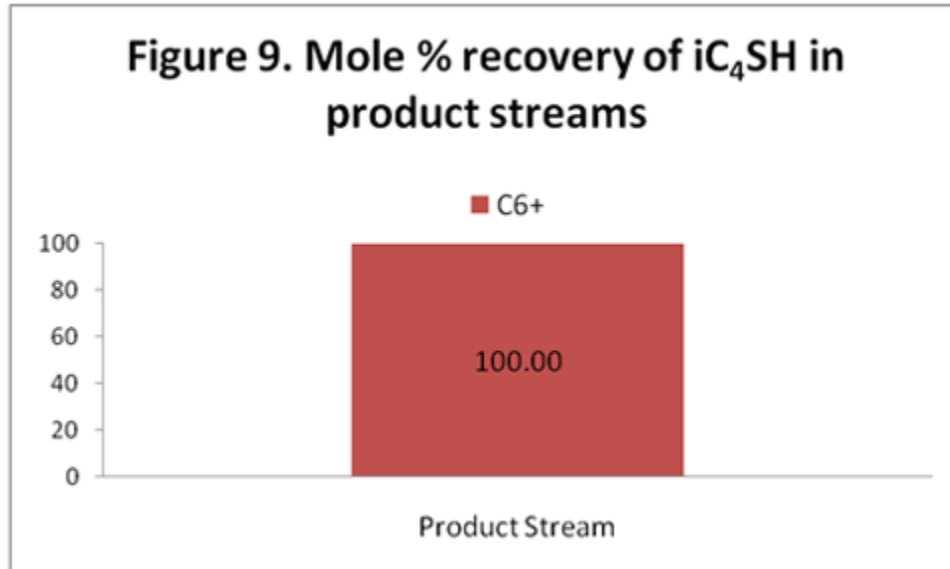 Figure 9. Mole % recovery of iC₄SH in
product streams
C6+
100
80
60
40
20
0
100.00
Product Stream